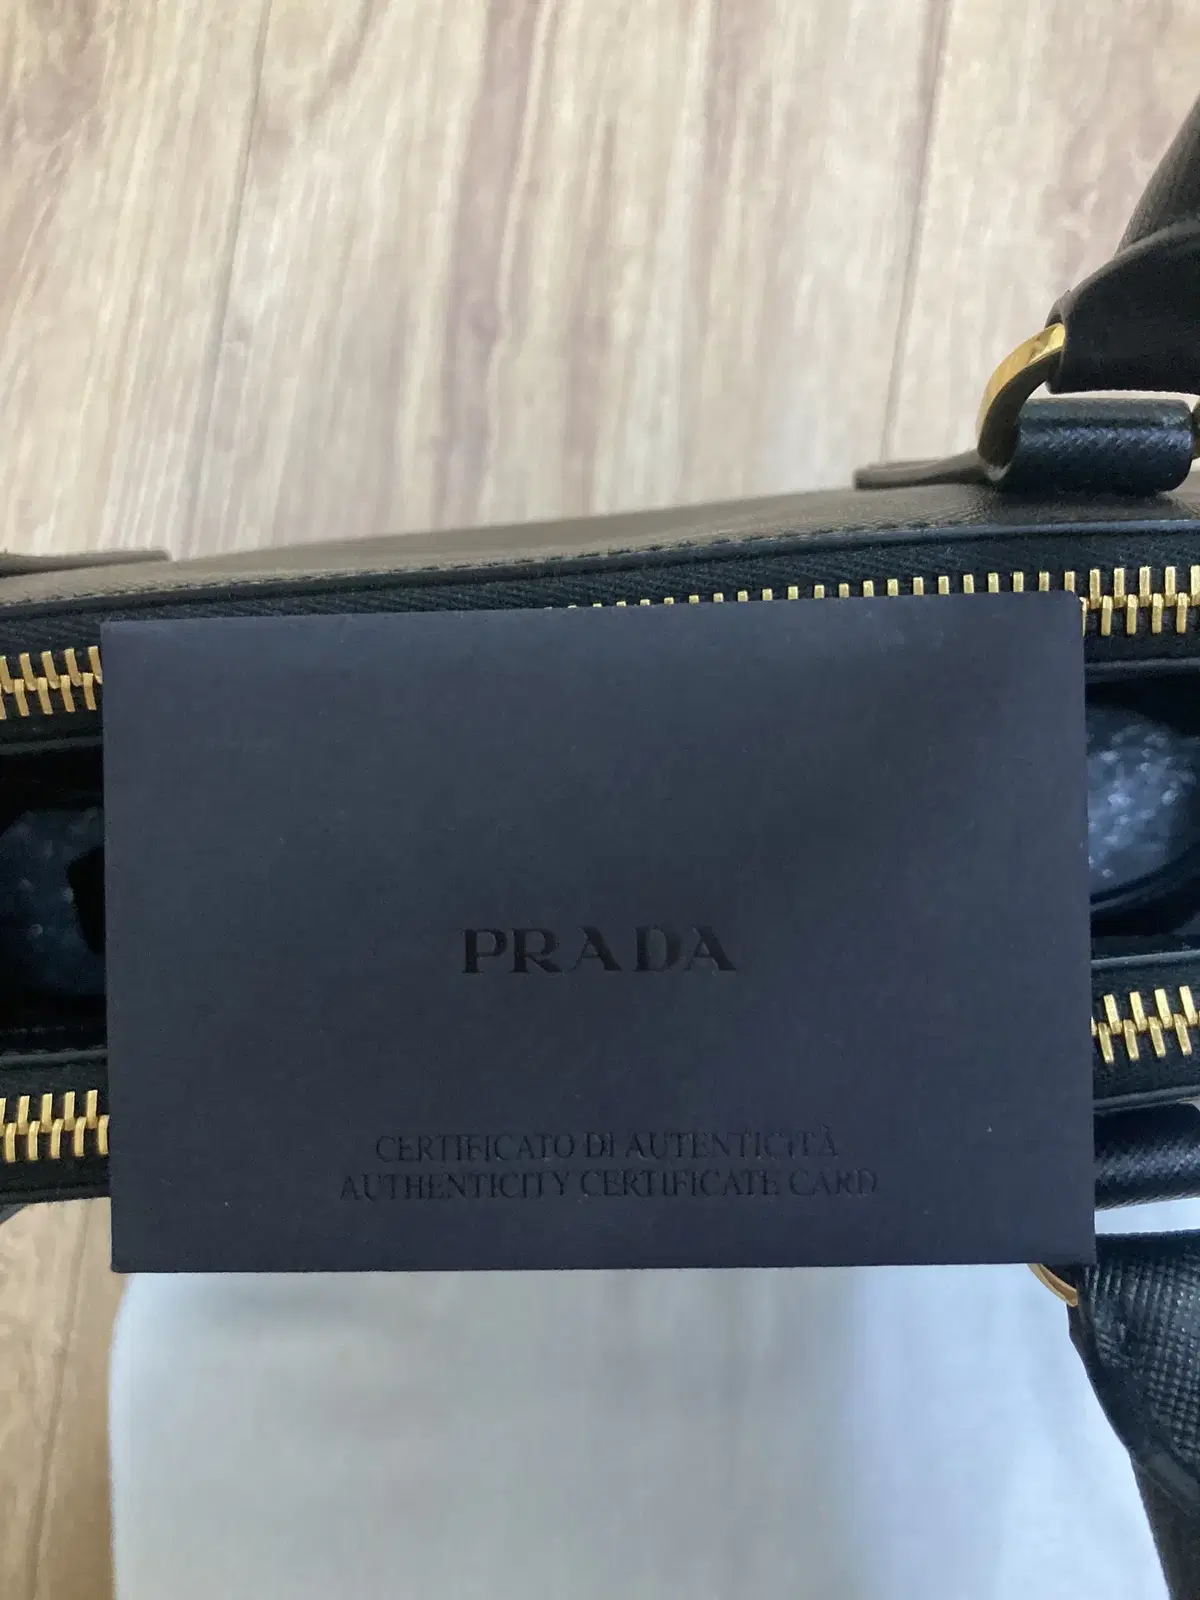 PRADA
CERTIFICATO DI AUTENTICITÀ
AUTHENTICITY CERTIFICATE CARD